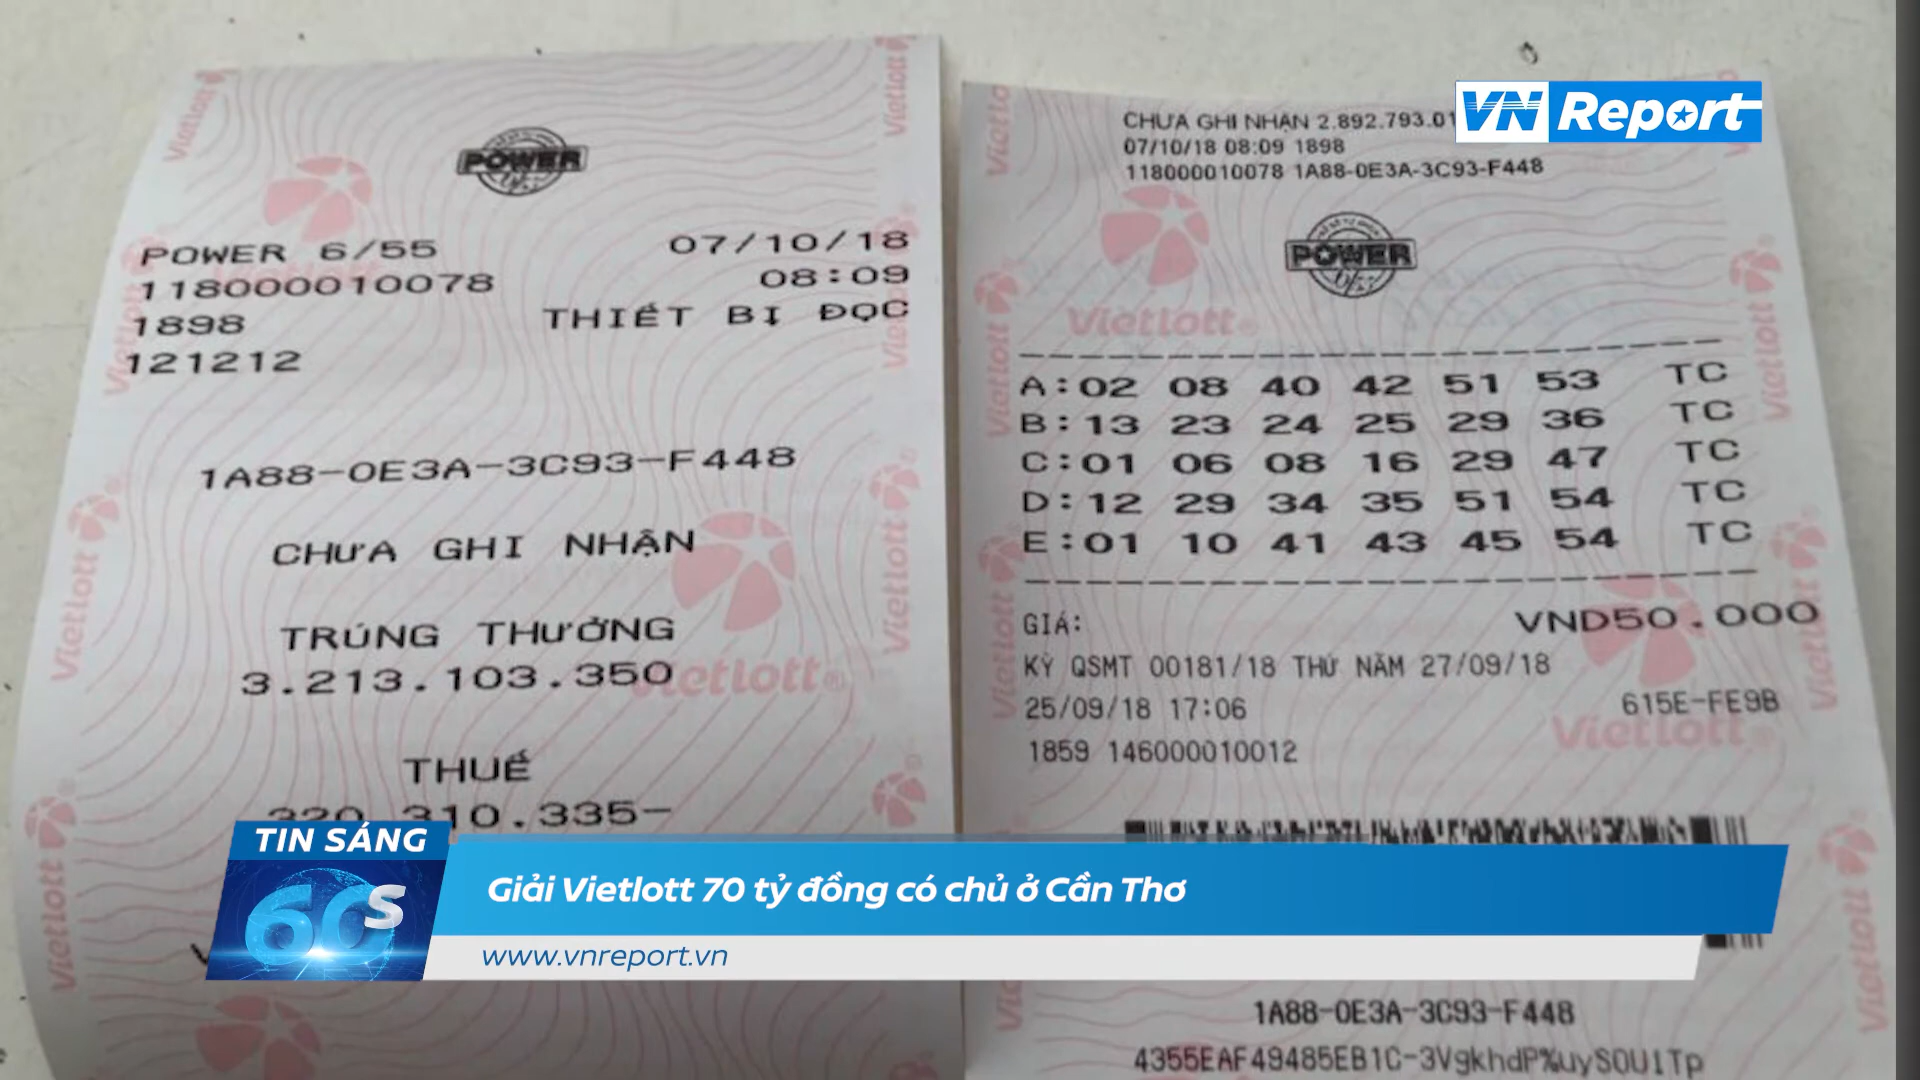 POWER
POWER 6/55 07/10/18
118000010078 08:09
1898 THIẾT BỊ ĐỌC
121212
1A88-0E3A-3C93-F448
CHƯA GHI NHẬN
TRÚNG THƯỞNG
3.213.103.350
THUẾ
320.310.335-
Vietlott
VN Report
CHƯA GHI NHẬN 2.892.793.01
07/10/18 08:09 1898
118000010078 1A88-0E3A-3C93-F448
POWER
Vietlott
A:02 08 40 42 51 53 TC
B:13 23 24 25 29 36 TC
C:01 06 08 16 29 47 TC
D:12 29 34 35 51 54 TC
E:01 10 41 43 45 54 TC
GIÁ: VND50.000
KỲ QSMT 00181/18 THỨ NĂM 27/09/18
25/09/18 17:06 615E-FE9B
1859 146000010012
Vietlott
1A88-0E3A-3C93-F448
4355EAF49485EB1C-3VgkhdP%uySOUITp
TIN SÁNG
60s
Giải Vietlott 70 tỷ đồng có chủ ở Cần Thơ
www.vnreport.vn